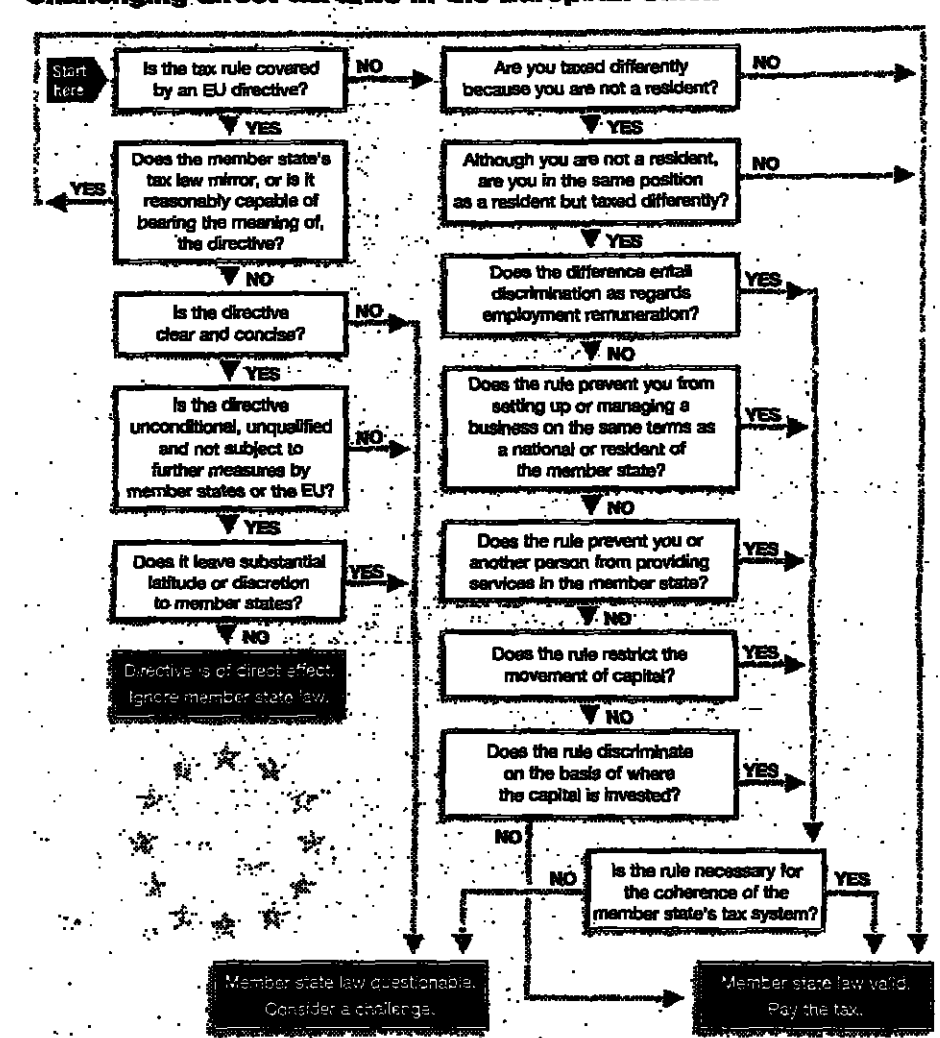 Start
here
Is the tax rule covered
by an EU directive?
NO
YES
Does the member state's
tax law mirror, or is it
reasonably capable of
bearing the meaning of,
the directive?
YES
NO
Is the directive
clear and concise?
NO
YES
Is the directive
unconditional, unqualified
and not subject to
further measures by
member states or the EU?
NO
YES
Does it leave substantial
latitude or discretion
to member states?
YES
NO
Directive is of direct effect.
Ignore member state law.
Are you taxed differently
because you are not a resident?
NO
YES
Although you are not a resident,
are you in the same position
as a resident but taxed differently?
NO
YES
Does the difference entail
discrimination as regards
employment remuneration?
YES
NO
Does the rule prevent you from
setting up or managing a
business on the same terms as
a national or resident of
the member state?
YES
NO
Does the rule prevent you or
another person from providing
services in the member state?
YES
NO
Does the rule restrict the
movement of capital?
YES
NO
Does the rule discriminate
on the basis of where
the capital is invested?
YES
NO
Is the rule necessary for
the coherence of the
member state's tax system?
NO
YES
Member state law questionable.
Consider a challenge.
Member state law valid.
Pay the tax.